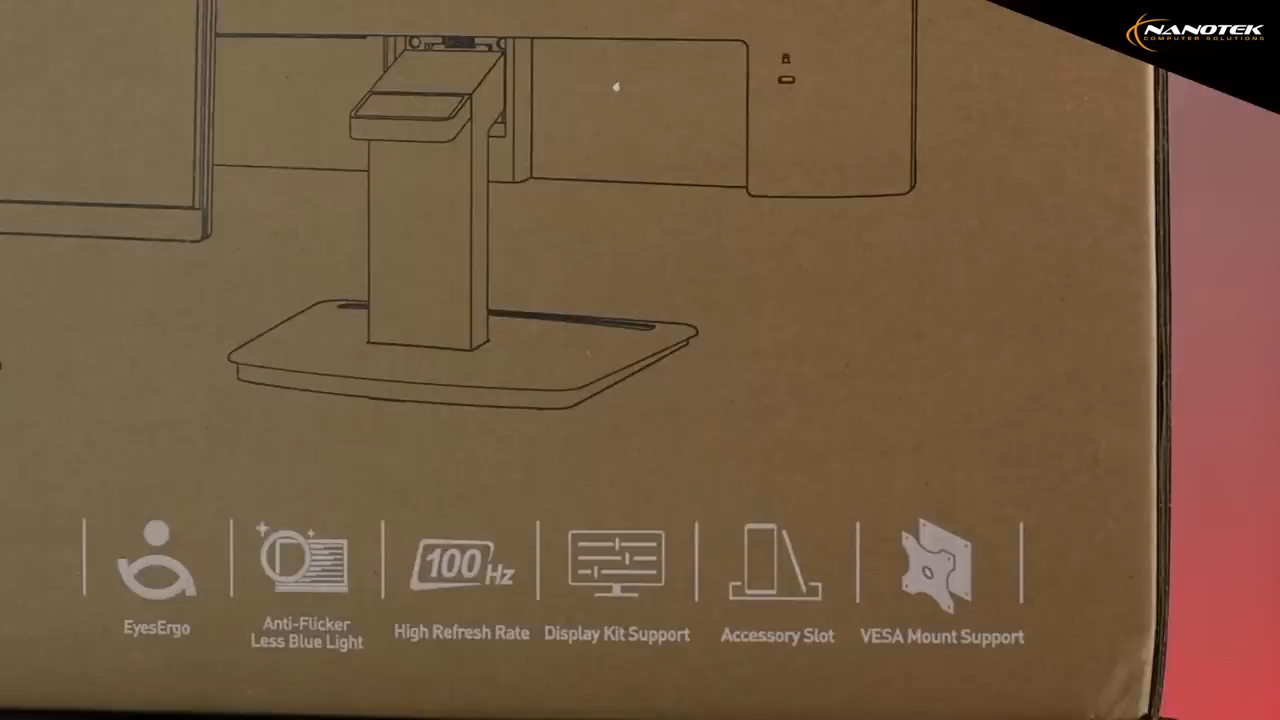 NANOTEK
COMPUTER SOLUTIONS
100Hz
EyesErgo
Anti-Flicker
Less Blue Light
High Refresh Rate
Display Kit Support
Accessory Slot
VESA Mount Support